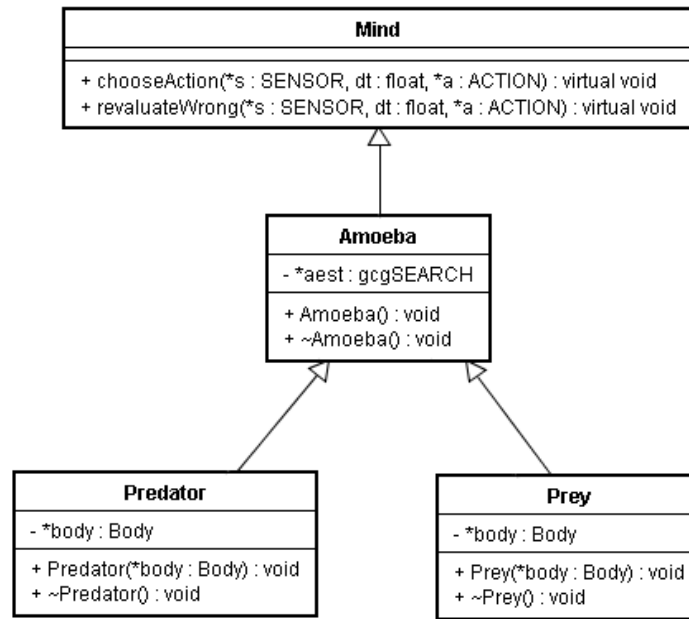 Mind
+ chooseAction(*s : SENSOR, dt : float, *a : ACTION) : virtual void
+ revaluateWrong(*s : SENSOR, dt : float, *a : ACTION) : virtual void
Amoeba
- *aest : gcgSEARCH
+ Amoeba() : void
+ ~Amoeba() : void
Predator
- *body : Body
+ Predator(*body : Body) : void
+ ~Predator() : void
Prey
- *body : Body
+ Prey(*body : Body) : void
+ ~Prey() : void